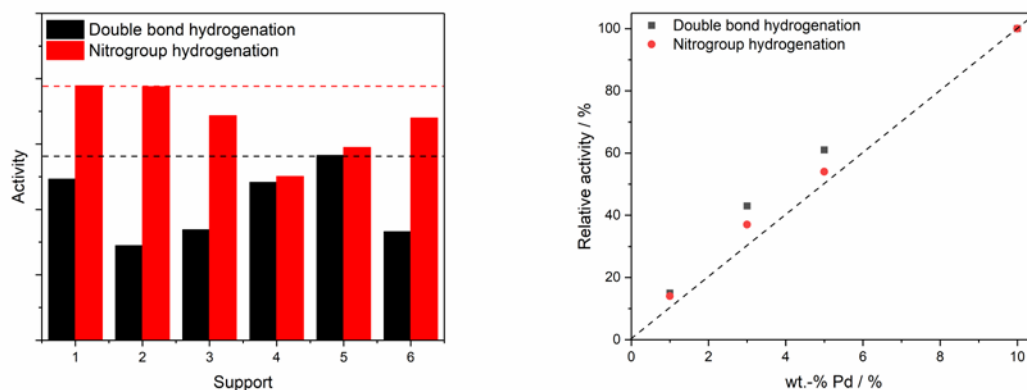 Double bond hydrogenation
Nitrogroup hydrogenation
Activity
1 2 3 4 5 6
Support
Double bond hydrogenation
Nitrogroup hydrogenation
Relative activity / %
100
80
60
40
20
0
0 2 4 6 8 10
wt.-% Pd / %